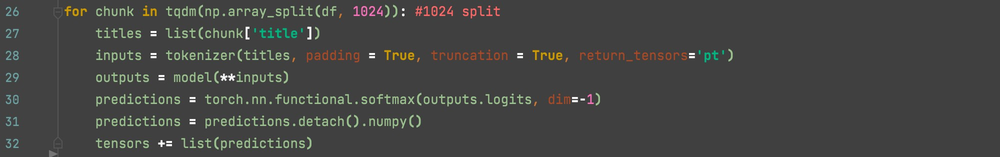 26 for chunk in tqdm(np.array_split(df, 1024)): #1024 split
27     titles = list(chunk['title'])
28     inputs = tokenizer(titles, padding = True, truncation = True, return_tensors='pt')
29     outputs = model(**inputs)
30     predictions = torch.nn.functional.softmax(outputs.logits, dim=-1)
31     predictions = predictions.detach().numpy()
32     tensors += list(predictions)